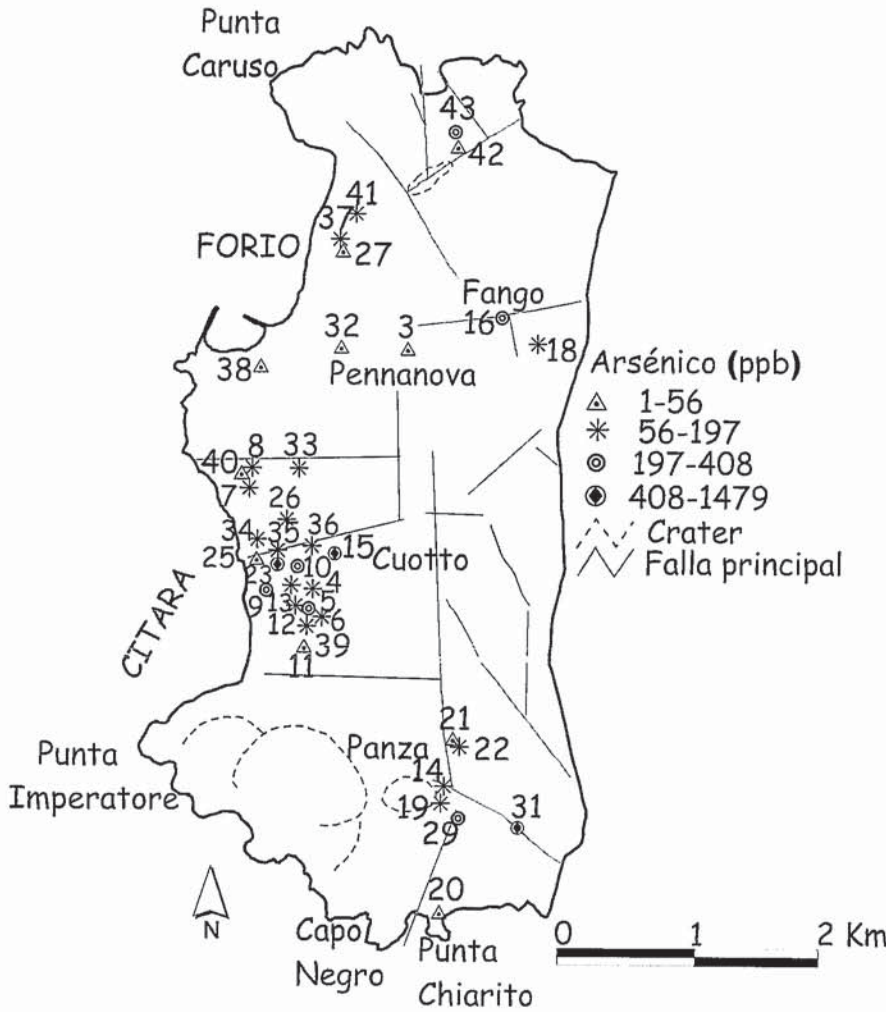 Punta
Caruso
43
42
41
37
FORIO
27
Fango
16
32
3
18
38
Pennanova
Arsénico (ppb)
1-56
56-197
197-408
408-1479
Crater
Falla principal
8
33
40
7
26
34
35
36
15
Cuotto
25
23
10
4
9
13
5
12
6
39
11
CITARA
21
22
Punta
Imperatore
Panza
14
19
29
31
20
N
Capo
Negro
Punta
Chiarito
0 1 2 Km